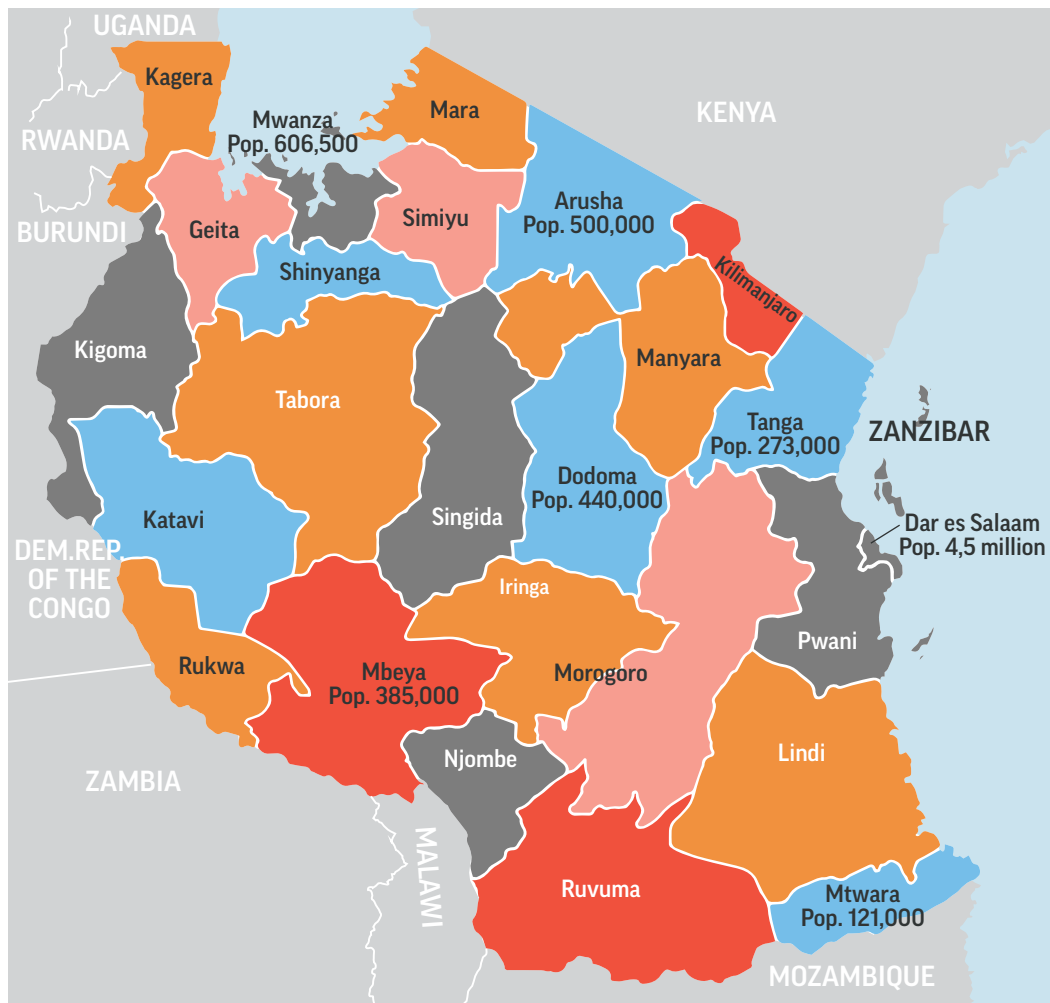 UGANDA
Kagera
Mara
KENYA
Mwanza
Pop. 606,500
RWANDA
Arusha
Pop. 500,000
Simiyu
Geita
BURUNDI
Shinyanga
Kilimanjaro
Kigoma
Manyara
Tabora
Tanga
Pop. 273,000
ZANZIBAR
Dodoma
Pop. 440,000
Singida
Katavi
Dar es Salaam
Pop. 4,5 million
DEM.REP.
OF THE
CONGO
Iringa
Pwani
Rukwa
Mbeya
Pop. 385,000
Morogoro
Njombe
Lindi
ZAMBIA
MALAWI
Ruvuma
Mtwara
Pop. 121,000
MOZAMBIQUE